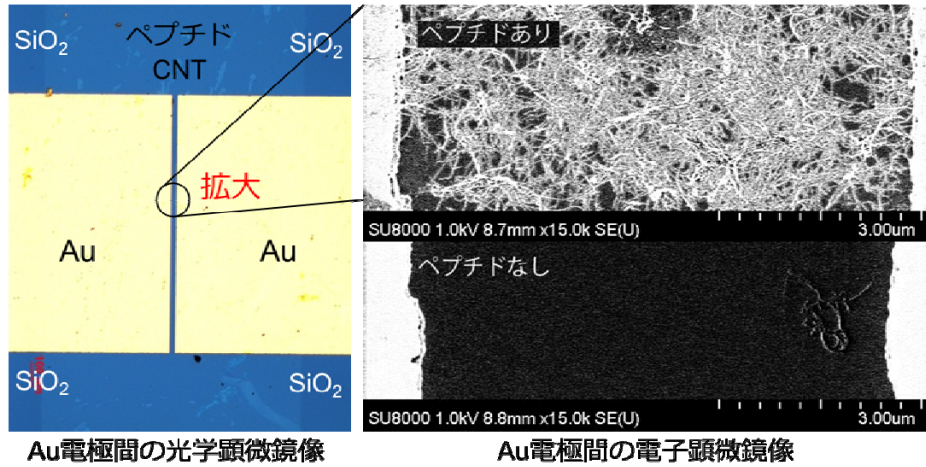 SiO2
ペプチド
CNT
SiO2
拡大
Au
Au
SiO2
SiO2
Au電極間の光学顕微鏡像
ペプチドあり
SU8000 1.0kV 8.7mm x15.0k SE(U)
3.00um
ペプチドなし
SU8000 1.0kV 8.8mm x15.0k SE(U)
3.00um
Au電極間の電子顕微鏡像